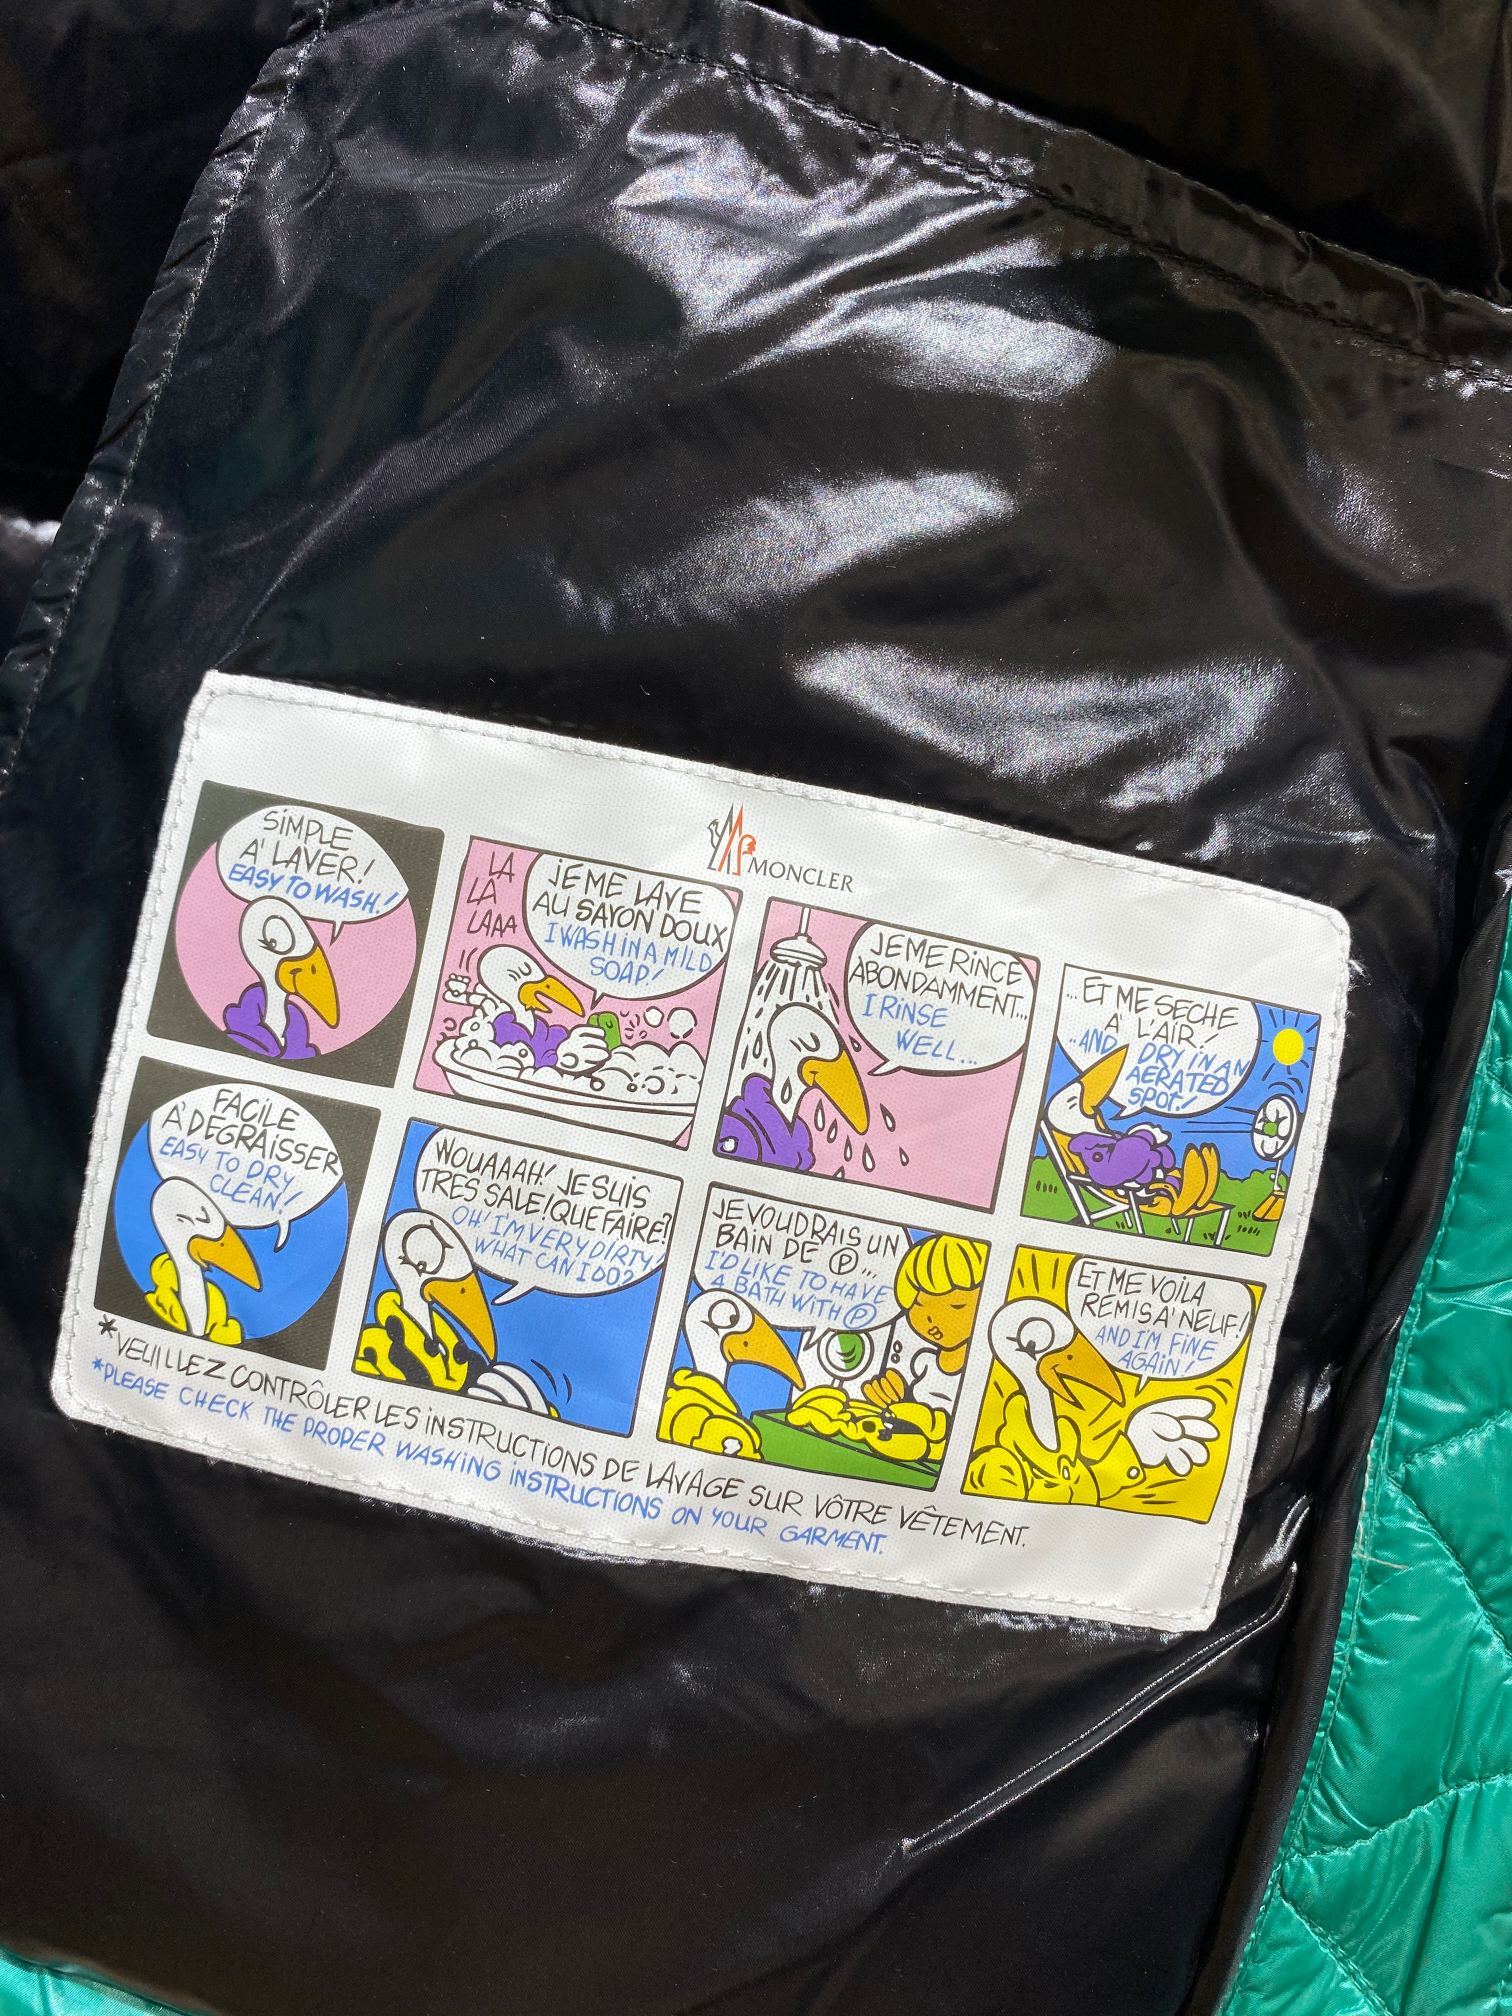 MONCLER
SiMPLE
A' LAVER!
EASY TO WASH!
LA
LA
LAAA
JE ME LAVE
AU SAVON DOUX
I WASH iN A MILD
SOAP!
JE ME RiNCE
ABONDAMMENT...
I RiNSE
WELL...
... ET ME SECHE
A' L'AIR!
..AND DRY iN AN
AERATED
SPOT!
FACiLE
A' DEGRAiSSER
EASY TO DRY
CLEAN!
WOUAAAH! JE SUiS
TRES SALE! QUE FAiRE?
OH! I'M VERY DIRTY!
WHAT CAN I DO?
JE VOUDRAiS UN
BAiN DE Ⓟ...
I'D LIKE TO HAVE
A BATH WiTH Ⓟ
ET ME VOiLA
REMiS A' NEUF!
AND I'M FINE
AGAIN!
*VEUiLLEZ CONTRÔLER LES iNSTRUCTIONS DE LAVAGE SUR VÔTRE VÊTEMENT.
*PLEASE CHECK THE PROPER WASHiNG iNSTRUCTIONS ON YOUR GARMENT.